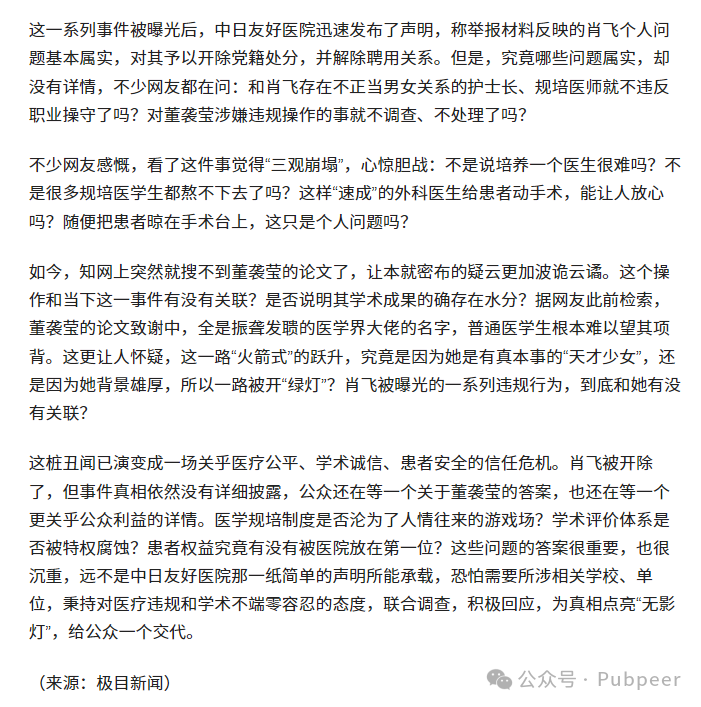 这一系列事件被曝光后，中日友好医院迅速发布了声明，称举报材料反映的肖飞个人问
题基本属实，对其予以开除党籍处分，并解除聘用关系。但是，究竟哪些问题属实，却
没有详情，不少网友都在问：和肖飞存在不正当男女关系的护士长、规培医师就不违反
职业操守了吗？对董袭莹涉嫌违规操作的事就不调查、不处理了吗？
不少网友感慨，看了这件事觉得“三观崩塌”，心惊胆战：不是说培养一个医生很难吗？不
是很多规培医学生都熬不下去了吗？这样“速成”的外科医生给患者动手术，能让人放心
吗？随便把患者晾在手术台上，这只是个人问题吗？
如今，知网上突然就搜不到董袭莹的论文了，让本就密布的疑云更加波诡云谲。这个操
作和当下这一事件有没有关联？是否说明其学术成果的确存在水分？据网友此前检索，
董袭莹的论文致谢中，全是振聋发聩的医学界大佬的名字，普通医学生根本难以望其项
背。这更让人怀疑，这一路“火箭式”的跃升，究竟是因为她是有真本事的“天才少女”，还
是因为她背景雄厚，所以一路被开“绿灯”？肖飞被曝光的一系列违规行为，到底和她有没
有关联？
这桩丑闻已演变成一场关乎医疗公平、学术诚信、患者安全的信任危机。肖飞被开除
了，但事件真相依然没有详细披露，公众还在等一个关于董袭莹的答案，也还在等一个
更关乎公众利益的详情。医学规培制度是否沦为了人情往来的游戏场？学术评价体系是
否被特权腐蚀？患者权益究竟有没有被医院放在第一位？这些问题的答案很重要，也很
沉重，远不是中日友好医院那一纸简单的声明所能承载，恐怕需要所涉相关学校、单
位，秉持对医疗违规和学术不端零容忍的态度，联合调查，积极回应，为真相点亮“无影
灯”，给公众一个交代。
（来源：极目新闻）
公众号 · Pubpeer